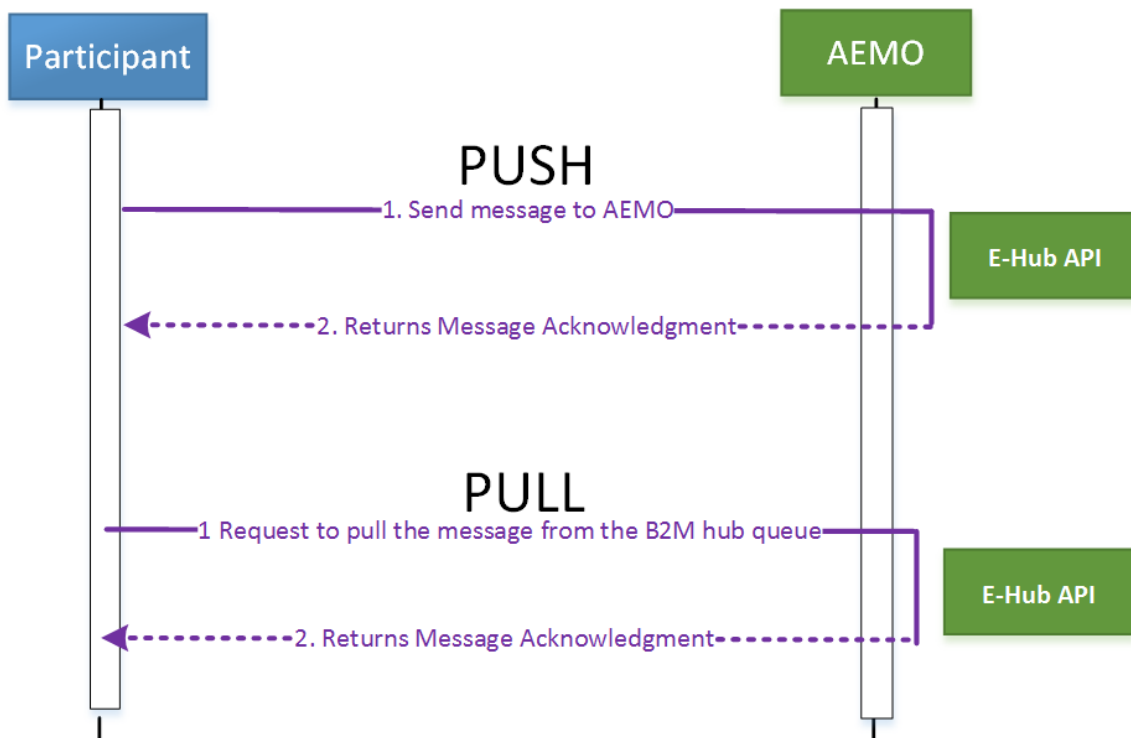 Participant
AEMO
PUSH
1. Send message to AEMO
E-Hub API
2. Returns Message Acknowledgment
PULL
1 Request to pull the message from the B2M hub queue
E-Hub API
2. Returns Message Acknowledgment